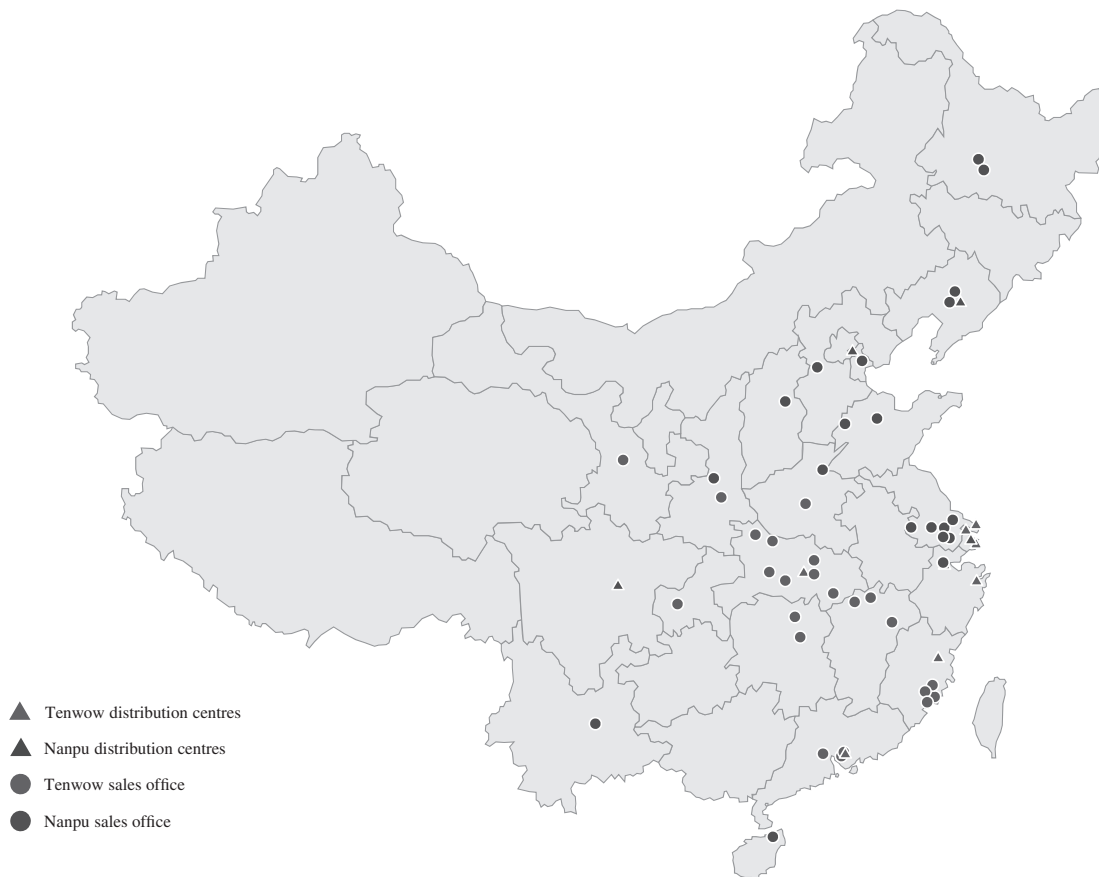 Tenwow distribution centres
Nanpu distribution centres
Tenwow sales office
Nanpu sales office